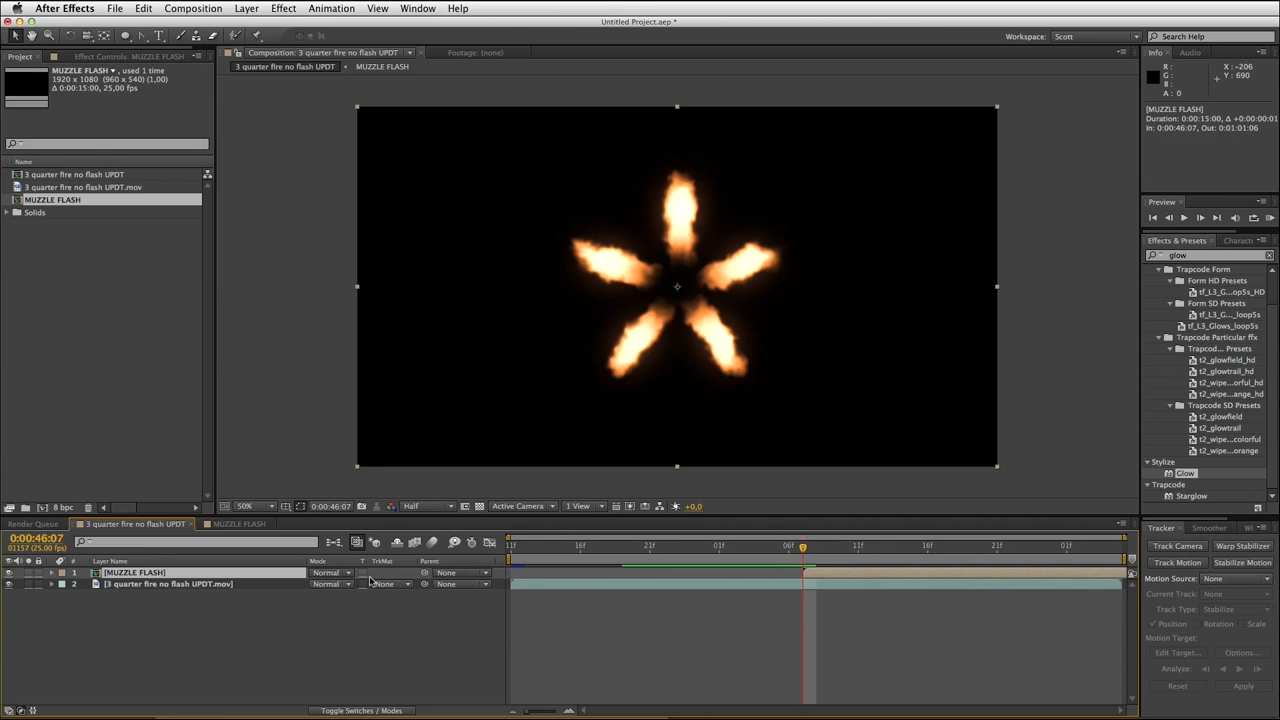 After Effects File Edit Composition Layer Effect Animation View Window Help
Untitled Project.aep *
Workspace: Scott
Search Help
Project Effect Controls: MUZZLE FLASH
Composition: 3 quarter fire no flash UPDT
Footage: (none)
Info Audio
3 quarter fire no flash UPDT MUZZLE FLASH
MUZZLE FLASH , used 1 time
1920 x 1080 (960 x 540) (1,00)
Δ 0:00:15:00, 25,00 fps
R :
G :
B :
A : 0
X : -206
Y : 690
[MUZZLE FLASH]
Duration: 0:00:15:00, Δ +0:00:00:01
In: 0:00:46:07, Out: 0:01:01:06
Name
3 quarter fire no flash UPDT
3 quarter fire no flash UPDT.mov
MUZZLE FLASH
Solids
Preview
Effects & Presets Charact
glow
Trapcode Form
Form HD Presets
tf_L3_G...op5s_HD
Form SD Presets
tf_L3_G..._loop5s
tf_L3_Glows_loop5s
Trapcode Particular ffx
Trapcod... Presets
t2_glowfield_hd
t2_glowtrail_hd
t2_wipe...orful_hd
t2_wipe...ange_hd
Trapcode SD Presets
t2_glowfield
t2_glowtrail
t2_wipe...colorful
t2_wipe...orange
Stylize
Glow
Trapcode
Starglow
8 bpc
50% 0:00:46:07 Half Active Camera 1 View +0,0
Render Queue 3 quarter fire no flash UPDT MUZZLE FLASH
0:00:46:07
01157 (25.00 fps)
11f 16f 21f 01f 06f 11f 16f 21f 01f
# Layer Name Mode T TrkMat Parent
1 [MUZZLE FLASH] Normal None
2 [3 quarter fire no flash UPDT.mov] Normal None None
Toggle Switches / Modes
Tracker Smoother Wi
Track Camera Warp Stabilizer
Track Motion Stabilize Motion
Motion Source: None
Current Track: None
Track Type: Stabilize
Position Rotation Scale
Motion Target:
Edit Target... Options...
Analyze:
Reset Apply